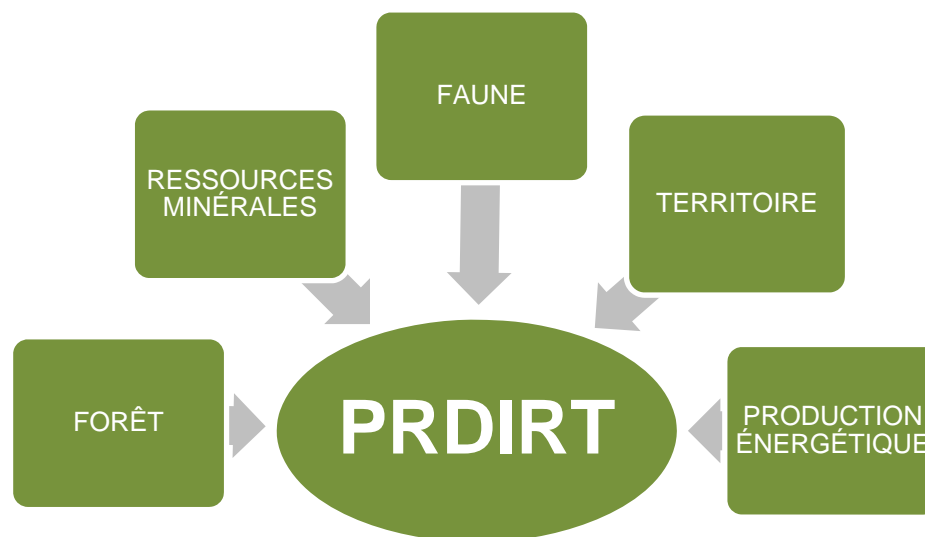 FAUNE
RESSOURCES
MINÉRALES
TERRITOIRE
FORÊT
PRDIRT
PRODUCTION
ÉNERGÉTIQUE